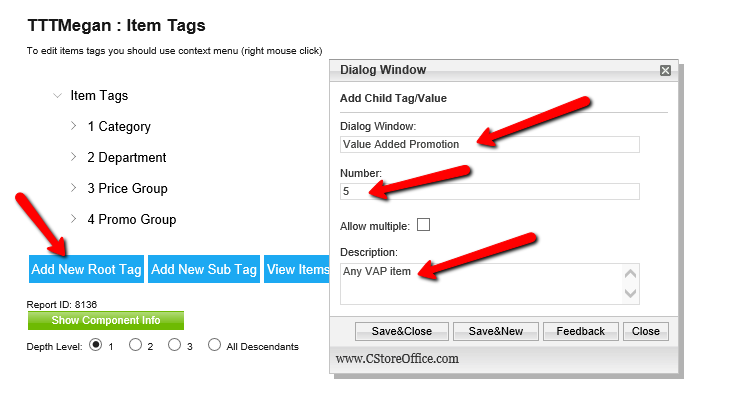 TTTMegan : Item Tags
To edit items tags you should use context menu (right mouse click)
Item Tags
1 Category
2 Department
3 Price Group
4 Promo Group
Add New Root Tag Add New Sub Tag View Items
Report ID: 8136
Show Component Info
Depth Level: 1 2 3 All Descendants
Dialog Window
Add Child Tag/Value
Dialog Window:
Value Added Promotion
Number:
5
Allow multiple:
Description:
Any VAP item
Save&Close Save&New Feedback Close
www.CStoreOffice.com